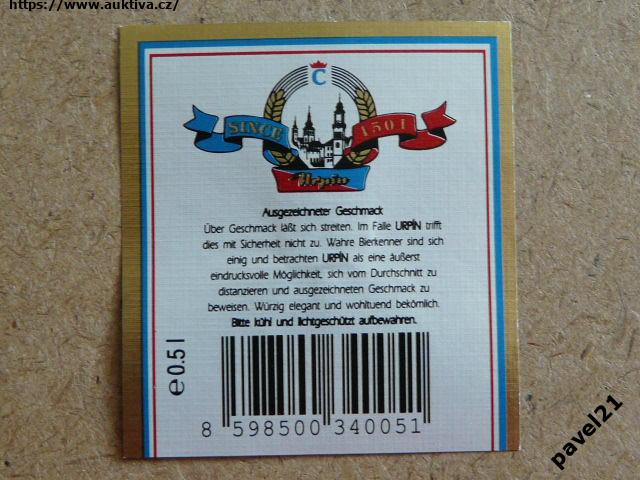 https://www.auktiva.cz/
C
SINCE 1501
Urpín
Ausgezeichneter Geschmack
Über Geschmack läßt sich streiten. Im Falle URPÍN trifft
dies mit Sicherheit nicht zu. Wahre Bierkenner sind sich
einig und betrachten URPÍN als eine äußerst
eindrucksvolle Möglichkeit, sich vom Durchschnitt zu
distanzieren und ausgezeichneten Geschmack zu
beweisen. Würzig elegant und wohltuend bekömlich.
Bitte kühl und lichtgeschützt aufbewahren.
℮ 0.5 l
8 598500 340051
pavel21